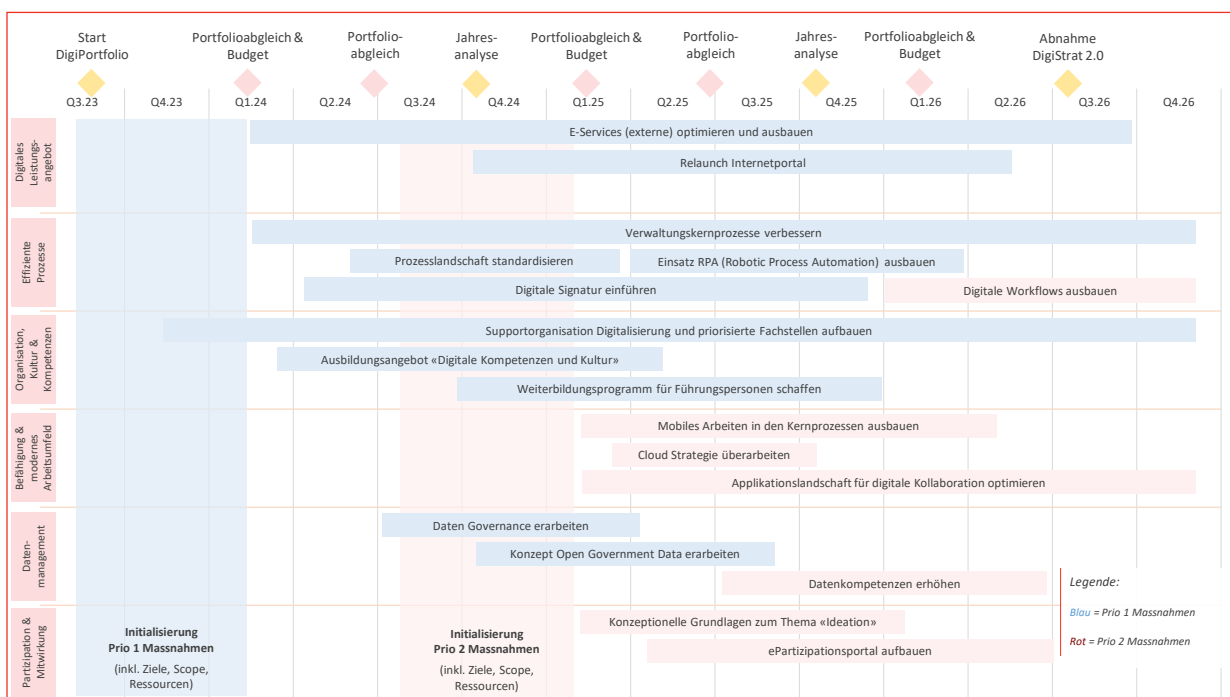 Start
DigiPortfolio
Portfolioabgleich &
Budget
Portfolio-
abgleich
Jahres-
analyse
Portfolioabgleich &
Budget
Portfolio-
abgleich
Jahres-
analyse
Portfolioabgleich &
Budget
Abnahme
DigiStrat 2.0
Q3.23 Q4.23 Q1.24 Q2.24 Q3.24 Q4.24 Q1.25 Q2.25 Q4.25 Q1.26 Q2.26 Q3.26 Q4.26
Digitales
Leistungs-
angebot
E-Services (externe) optimieren und ausbauen
Relaunch Internetportal
Effiziente
Prozesse
Verwaltungskernprozesse verbessern
Prozesslandschaft standardisieren
Einsatz RPA (Robotic Process Automation) ausbauen
Digitale Signatur einführen
Digitale Workflows ausbauen
Organisation,
Kultur &
Kompetenzen
Supportorganisation Digitalisierung und priorisierte Fachstellen aufbauen
Ausbildungsangebot «Digitale Kompetenzen und Kultur»
Weiterbildungsprogramm für Führungspersonen schaffen
Befähigung &
modernes
Arbeitsumfeld
Mobiles Arbeiten in den Kernprozessen ausbauen
Cloud Strategie überarbeiten
Applikationslandschaft für digitale Kollaboration optimieren
Daten-
management
Daten Governance erarbeiten
Konzept Open Government Data erarbeiten
Datenkompetenzen erhöhen
Partizipation &
Mitwirkung
Konzeptionelle Grundlagen zum Thema «Ideation»
ePartizipationsportal aufbauen
Initialisierung
Prio 1 Massnahmen
(inkl. Ziele, Scope,
Ressourcen)
Initialisierung
Prio 2 Massnahmen
(inkl. Ziele, Scope,
Ressourcen)
Legende:
Blau = Prio 1 Massnahmen
Rot = Prio 2 Massnahmen